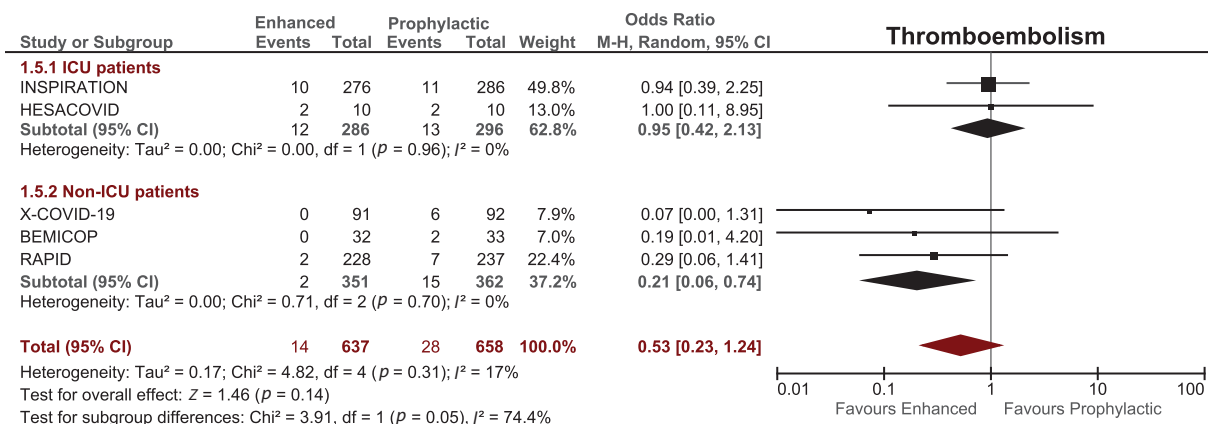 Enhanced Prophylactic Odds Ratio
Study or Subgroup Events Total Events Total Weight M-H, Random, 95% CI Thromboembolism
1.5.1 ICU patients
INSPIRATION 10 276 11 286 49.8% 0.94 [0.39, 2.25]
HESACOVID 2 10 2 10 13.0% 1.00 [0.11, 8.95]
Subtotal (95% CI) 12 286 13 296 62.8% 0.95 [0.42, 2.13]
Heterogeneity: Tau² = 0.00; Chi² = 0.00, df = 1 (p = 0.96); I² = 0%
1.5.2 Non-ICU patients
X-COVID-19 0 91 6 92 7.9% 0.07 [0.00, 1.31]
BEMICOP 0 32 2 33 7.0% 0.19 [0.01, 4.20]
RAPID 2 228 7 237 22.4% 0.29 [0.06, 1.41]
Subtotal (95% CI) 2 351 15 362 37.2% 0.21 [0.06, 0.74]
Heterogeneity: Tau² = 0.00; Chi² = 0.71, df = 2 (p = 0.70); I² = 0%
Total (95% CI) 14 637 28 658 100.0% 0.53 [0.23, 1.24]
Heterogeneity: Tau² = 0.17; Chi² = 4.82, df = 4 (p = 0.31); I² = 17%
Test for overall effect: Z = 1.46 (p = 0.14)
Test for subgroup differences: Chi² = 3.91, df = 1 (p = 0.05), I² = 74.4%
0.01 0.1 1 10 100
Favours Enhanced Favours Prophylactic